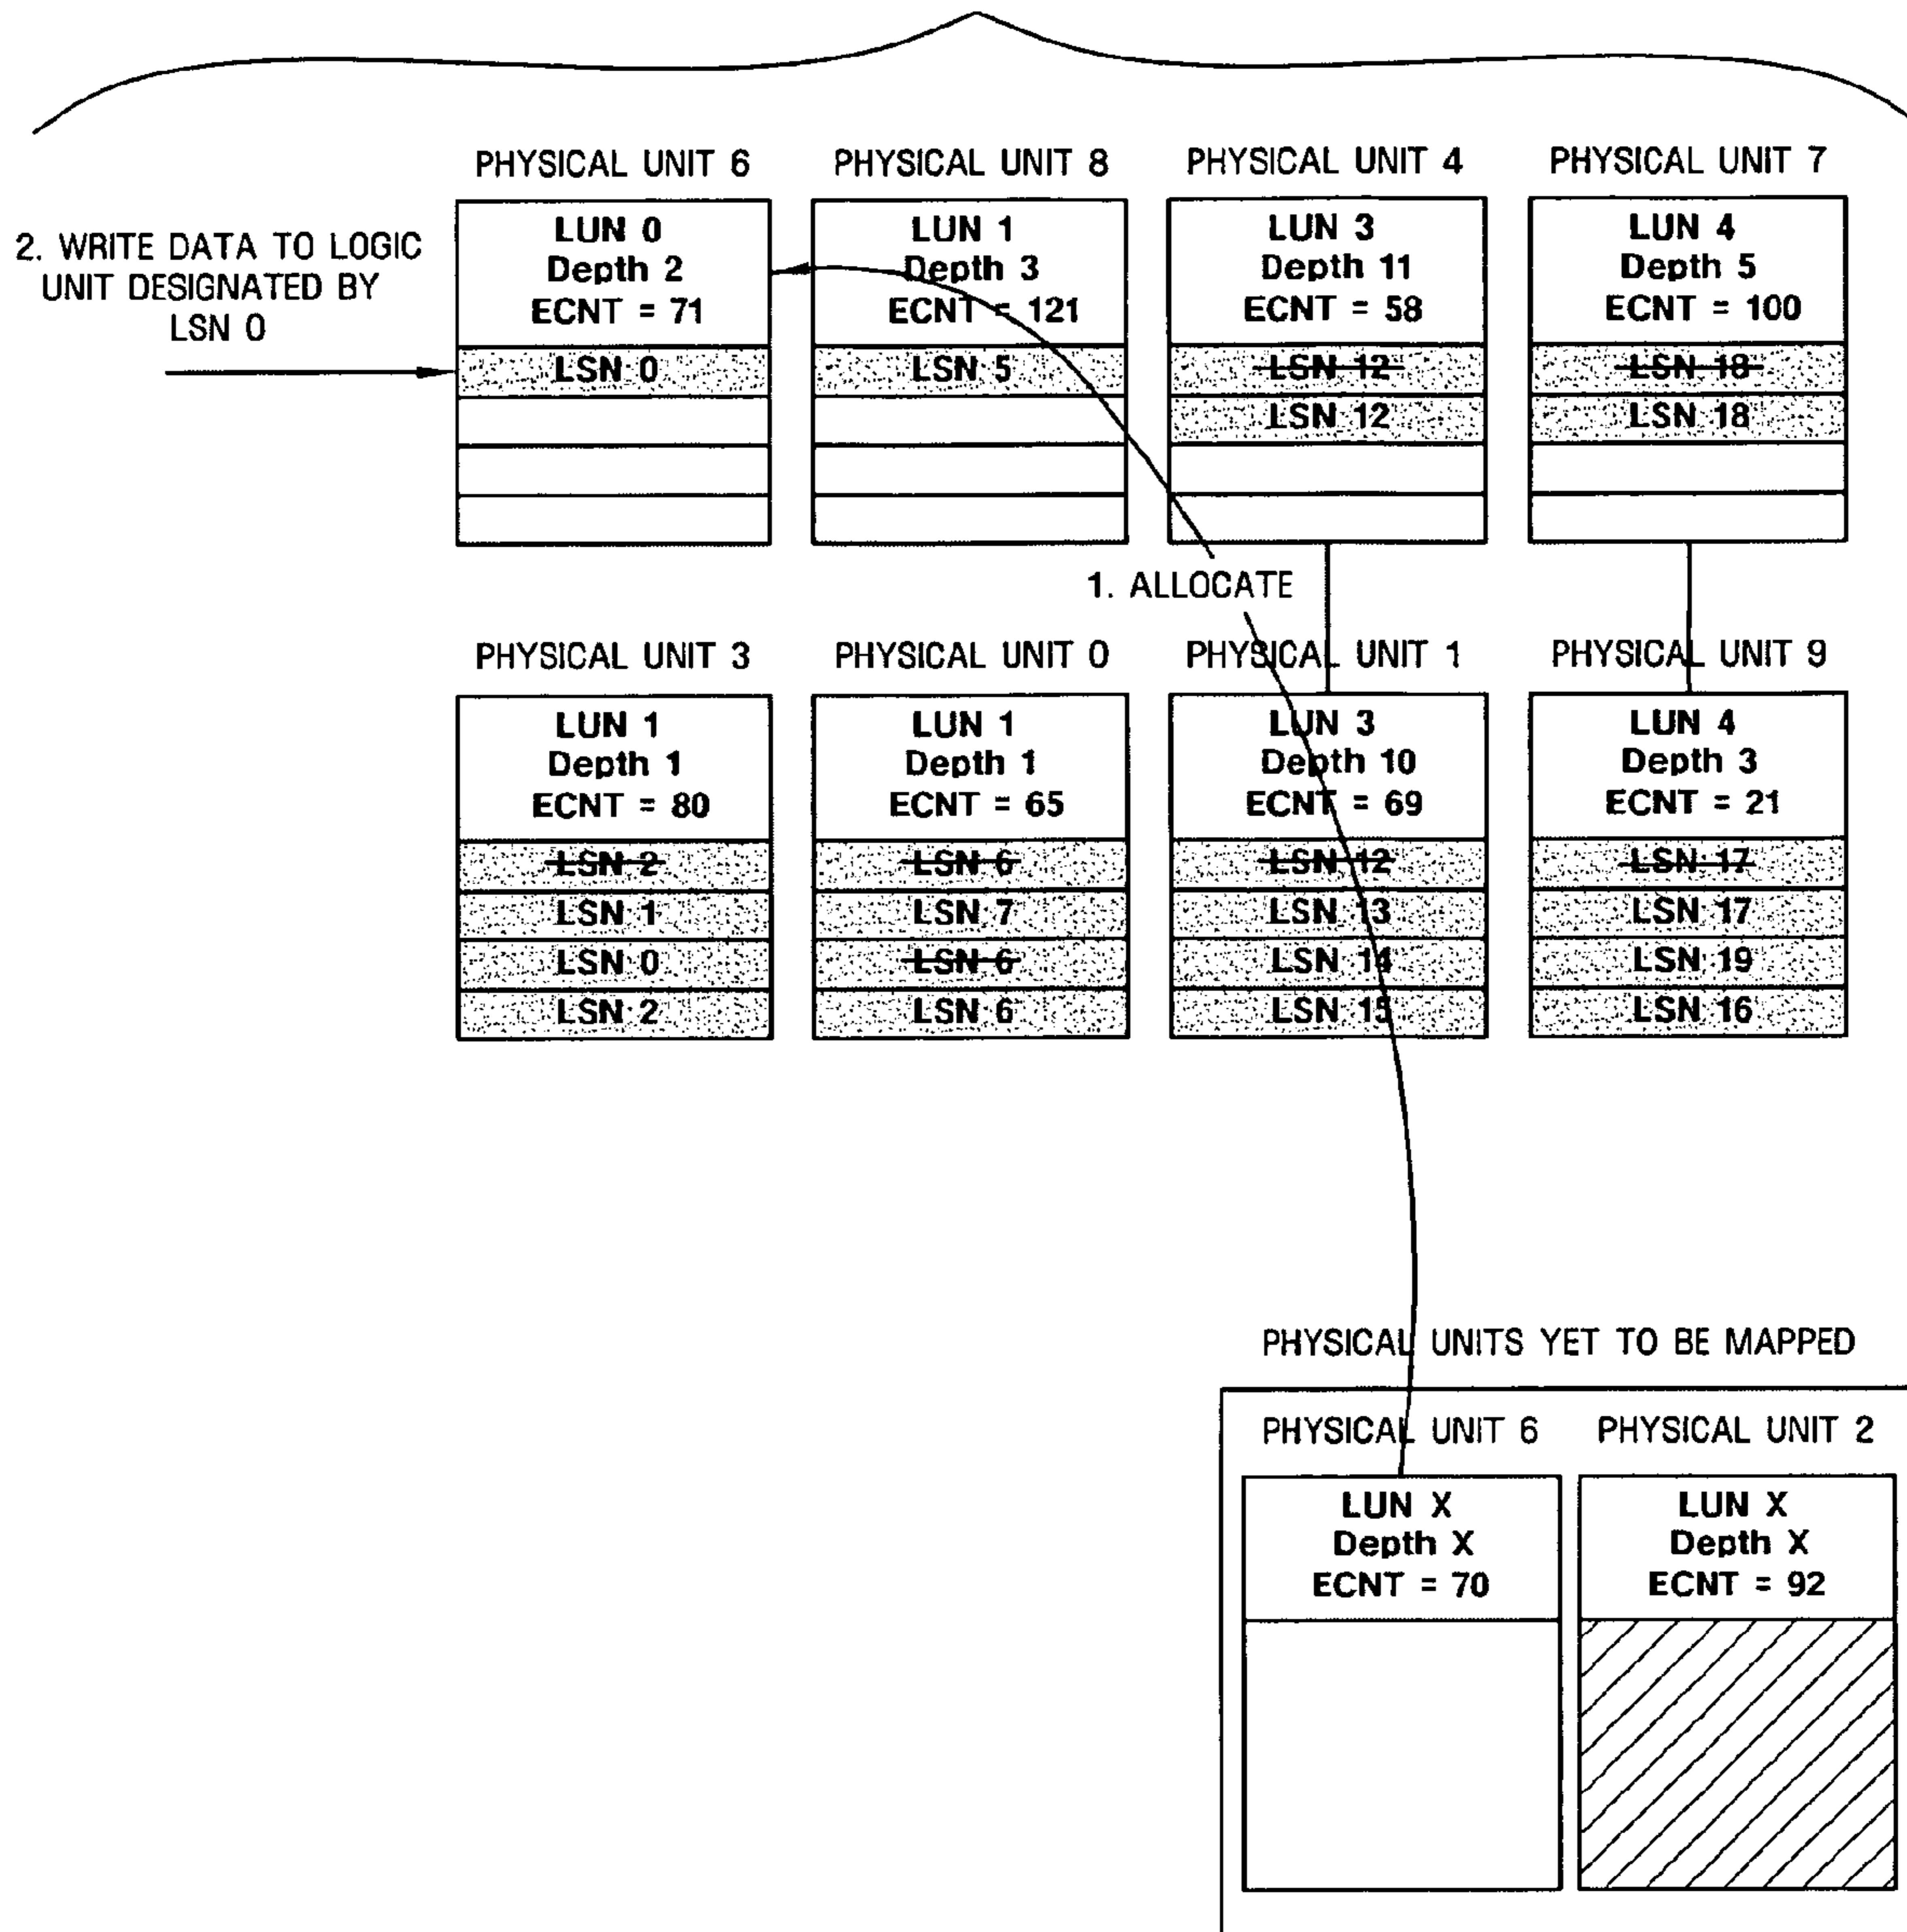 PHYSICAL UNIT 6
PHYSICAL UNIT 8
PHYSICAL UNIT 4
PHYSICAL UNIT 7
2. WRITE DATA TO LOGIC
UNIT DESIGNATED BY
LSN 0
LUN 0
Depth 2
ECNT = 71
LSN 0
LUN 1
Depth 3
ECNT = 121
LSN 5
LUN 3
Depth 11
ECNT = 58
LSN 12
LSN 12
LUN 4
Depth 5
ECNT = 100
LSN 18
LSN 18
1. ALLOCATE
PHYSICAL UNIT 3
PHYSICAL UNIT 0
PHYSICAL UNIT 1
PHYSICAL UNIT 9
LUN 1
Depth 1
ECNT = 80
LSN 2
LSN 1
LSN 0
LSN 2
LUN 1
Depth 1
ECNT = 65
LSN 6
LSN 7
LSN 6
LSN 6
LUN 3
Depth 10
ECNT = 69
LSN 12
LSN 13
LSN 14
LSN 15
LUN 4
Depth 3
ECNT = 21
LSN 17
LSN 17
LSN 19
LSN 16
PHYSICAL UNITS YET TO BE MAPPED
PHYSICAL UNIT 6
PHYSICAL UNIT 2
LUN X
Depth X
ECNT = 70
LUN X
Depth X
ECNT = 92